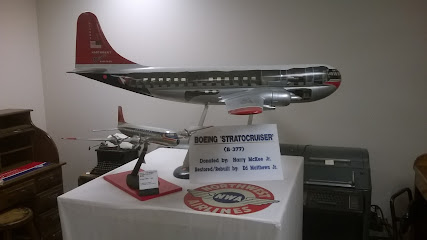 BOEING 'STRATOCRUISER'
(B-377)
Donated by: Harry McKee Jr.
Restored/Rebuilt by: Ed Matthews Jr.
NORTHWEST
NWA
AIRLINES